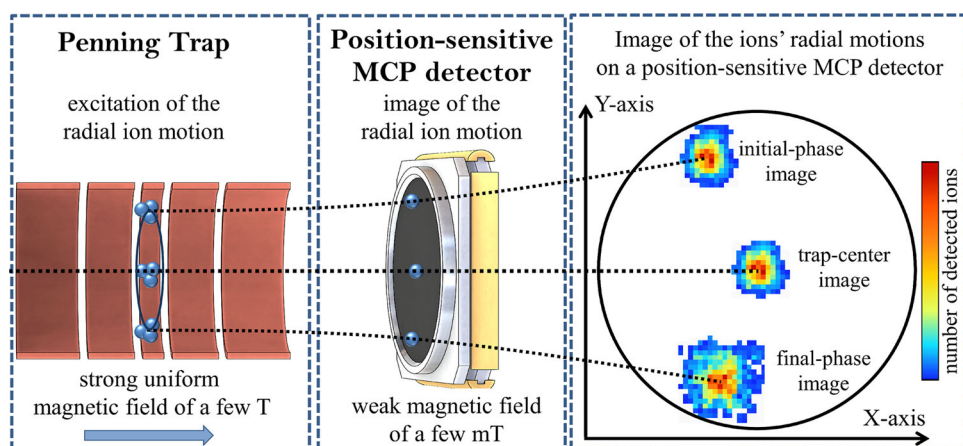 Penning Trap
excitation of the
radial ion motion
strong uniform
magnetic field of a few T
Position-sensitive
MCP detector
image of the
radial ion motion
weak magnetic field
of a few mT
Image of the ions' radial motions
on a position-sensitive MCP detector
Y-axis
initial-phase
image
trap-center
image
final-phase
image
X-axis
number of detected ions